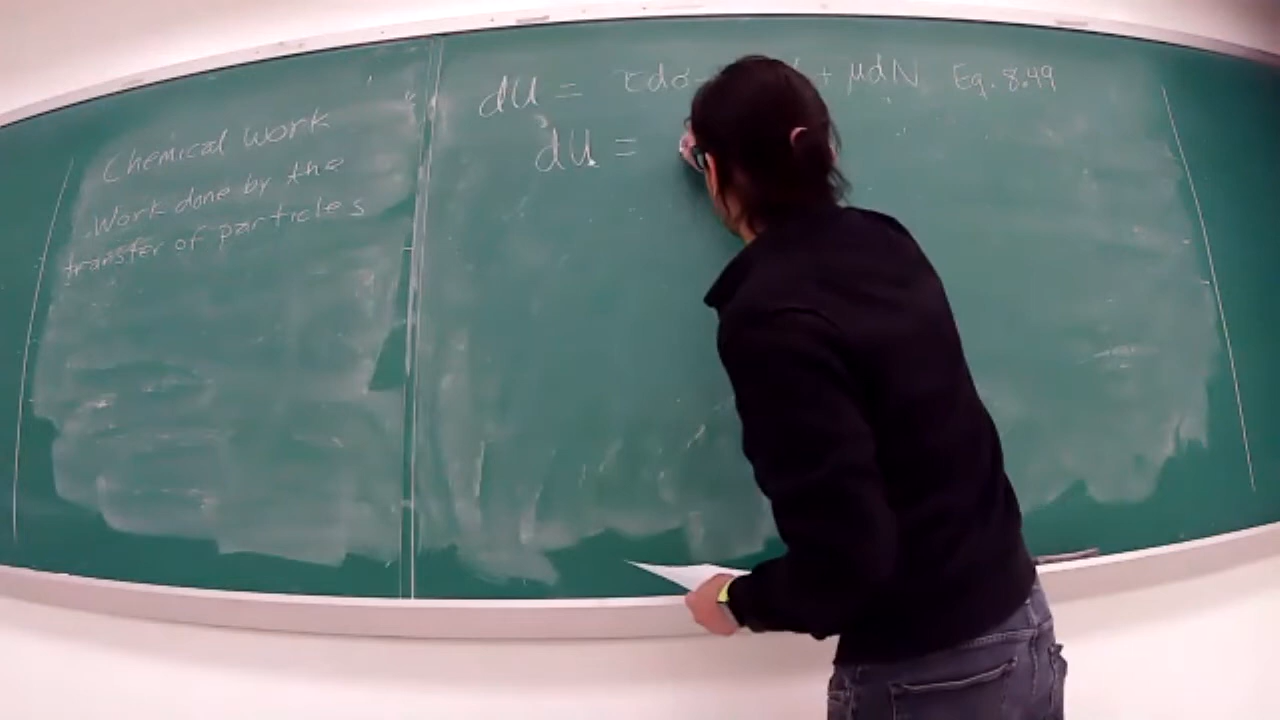 Chemical work
Work done by the
transfer of particles
dU = τdσ- + μdN Eq. 8.49
dU =